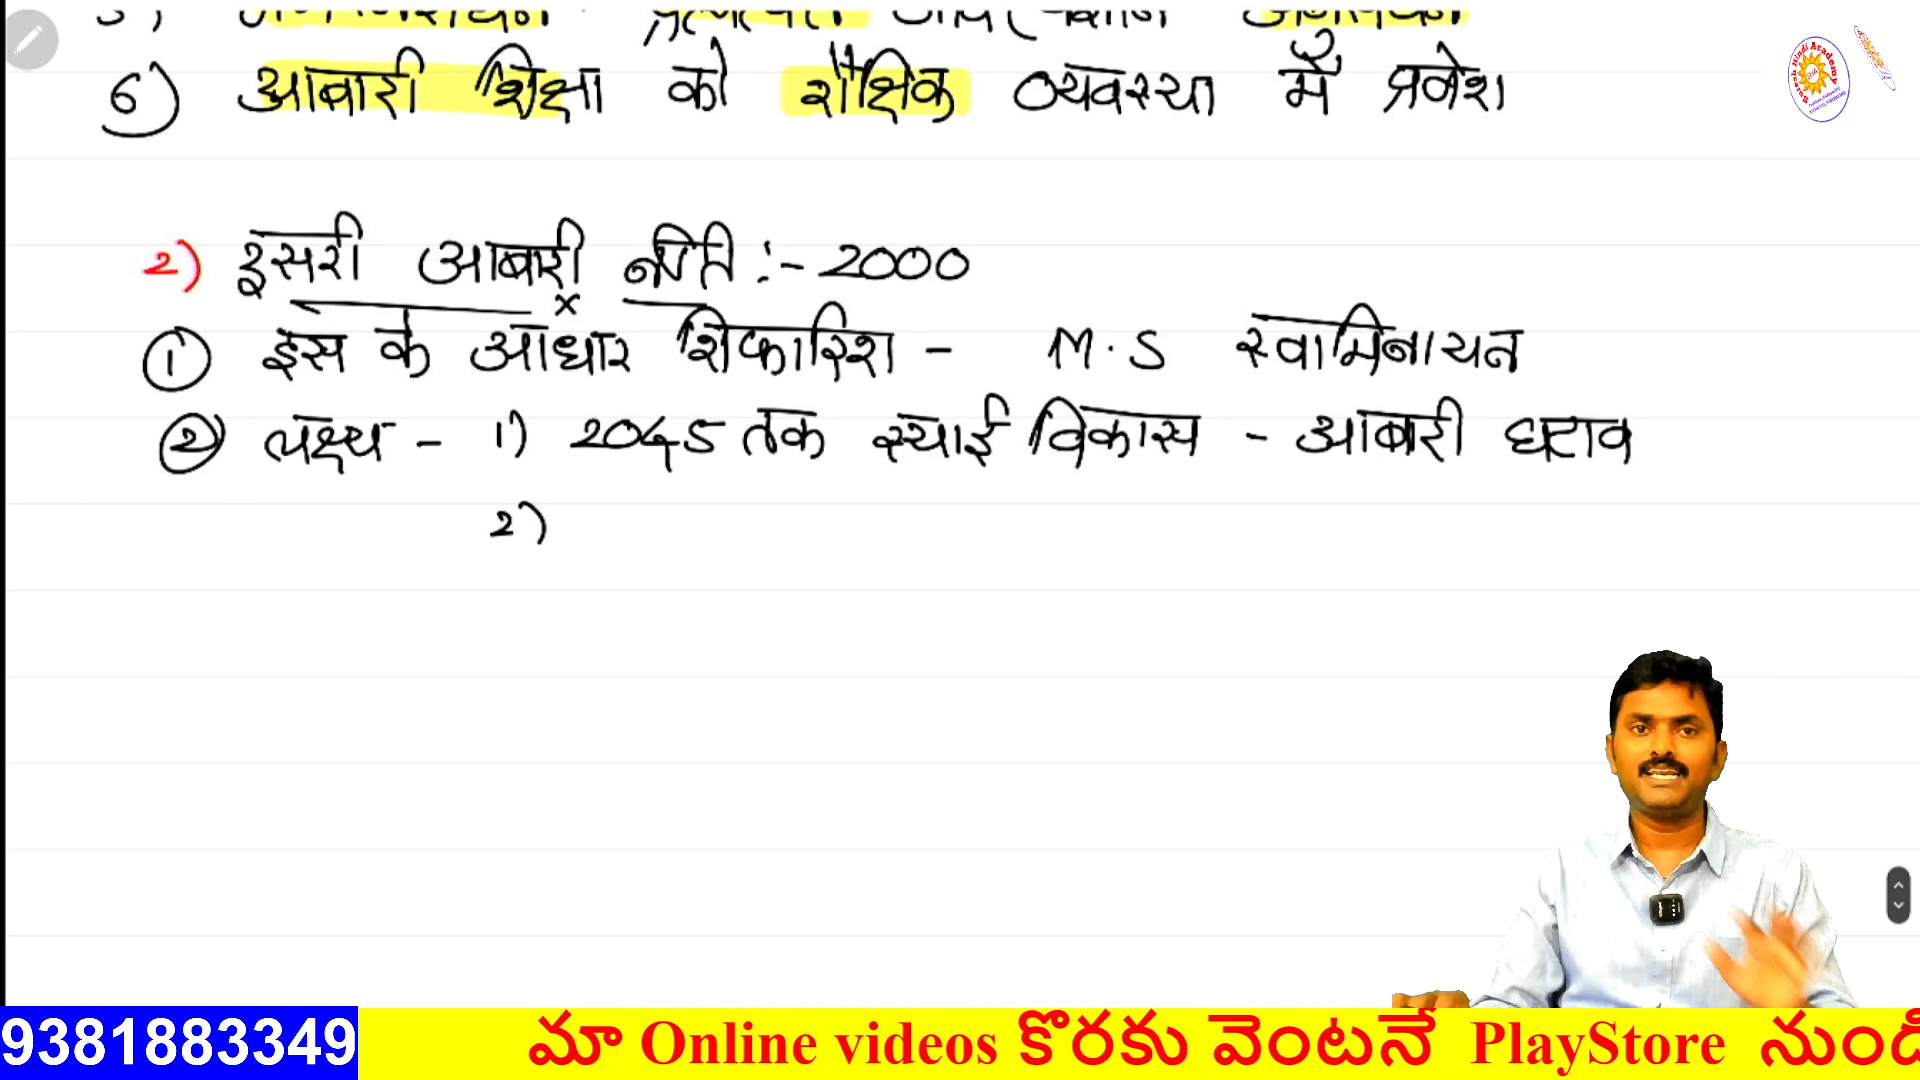 6) आबादी शिक्षा को शैक्षिक व्यवस्था में प्रवेश
2) दुसरी आबादी नीति :- 2000
① इस के आधार शिफारिश - M.S स्वामिनाथन
② लक्ष्य - 1) 2045 तक स्थाई विकास - आबादी घटाव
2)
9381883349 మా Online videos కొరకు వెంటనే PlayStore నుండి